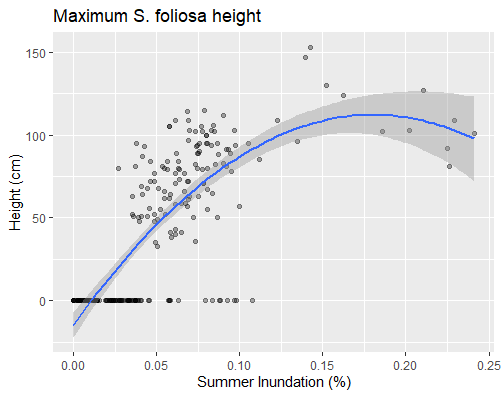 Maximum S. foliosa height
150
100
50
0
Height (cm)
0.00 0.05 0.10 0.15 0.20 0.25
Summer Inundation (%)